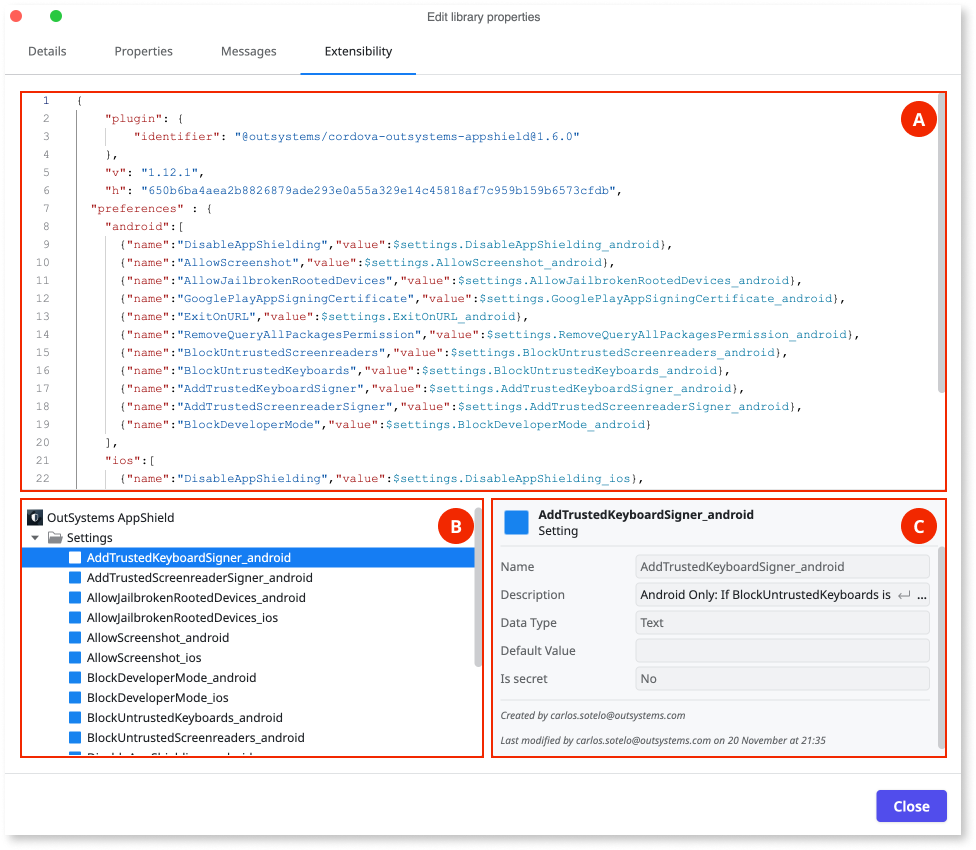 Edit library properties
Details Properties Messages Extensibility
A
1 {
2 "plugin": {
3 "identifier": "@outsystems/cordova-outsystems-appshield@1.6.0"
4 },
5 "v": "1.12.1",
6 "h": "650b6ba4aea2b8826879ade293e0a55a329e14c45818af7c959b159b6573cfdb",
7 "preferences" : {
8 "android":[
9 {"name":"DisableAppShielding","value":$settings.DisableAppShielding_android},
10 {"name":"AllowScreenshot","value":$settings.AllowScreenshot_android},
11 {"name":"AllowJailbrokenRootedDevices","value":$settings.AllowJailbrokenRootedDevices_android},
12 {"name":"GooglePlayAppSigningCertificate","value":$settings.GooglePlayAppSigningCertificate_android},
13 {"name":"ExitOnURL","value":$settings.ExitOnURL_android},
14 {"name":"RemoveQueryAllPackagesPermission","value":$settings.RemoveQueryAllPackagesPermission_android},
15 {"name":"BlockUntrustedScreenreaders","value":$settings.BlockUntrustedScreenreaders_android},
16 {"name":"BlockUntrustedKeyboards","value":$settings.BlockUntrustedKeyboards_android},
17 {"name":"AddTrustedKeyboardSigner","value":$settings.AddTrustedKeyboardSigner_android},
18 {"name":"AddTrustedScreenreaderSigner","value":$settings.AddTrustedScreenreaderSigner_android},
19 {"name":"BlockDeveloperMode","value":$settings.BlockDeveloperMode_android}
20 ],
21 "ios":[
22 {"name":"DisableAppShielding","value":$settings.DisableAppShielding_ios},
B
OutSystems AppShield
Settings
AddTrustedKeyboardSigner_android
AddTrustedScreenreaderSigner_android
AllowJailbrokenRootedDevices_android
AllowJailbrokenRootedDevices_ios
AllowScreenshot_android
AllowScreenshot_ios
BlockDeveloperMode_android
BlockDeveloperMode_ios
BlockUntrustedKeyboards_android
BlockUntrustedScreenreaders_android
C
AddTrustedKeyboardSigner_android
Setting
Name AddTrustedKeyboardSigner_android
Description Android Only: If BlockUntrustedKeyboards is ↵ ...
Data Type Text
Default Value
Is secret No
Created by carlos.sotelo@outsystems.com
Last modified by carlos.sotelo@outsystems.com on 20 November at 21:35
Close